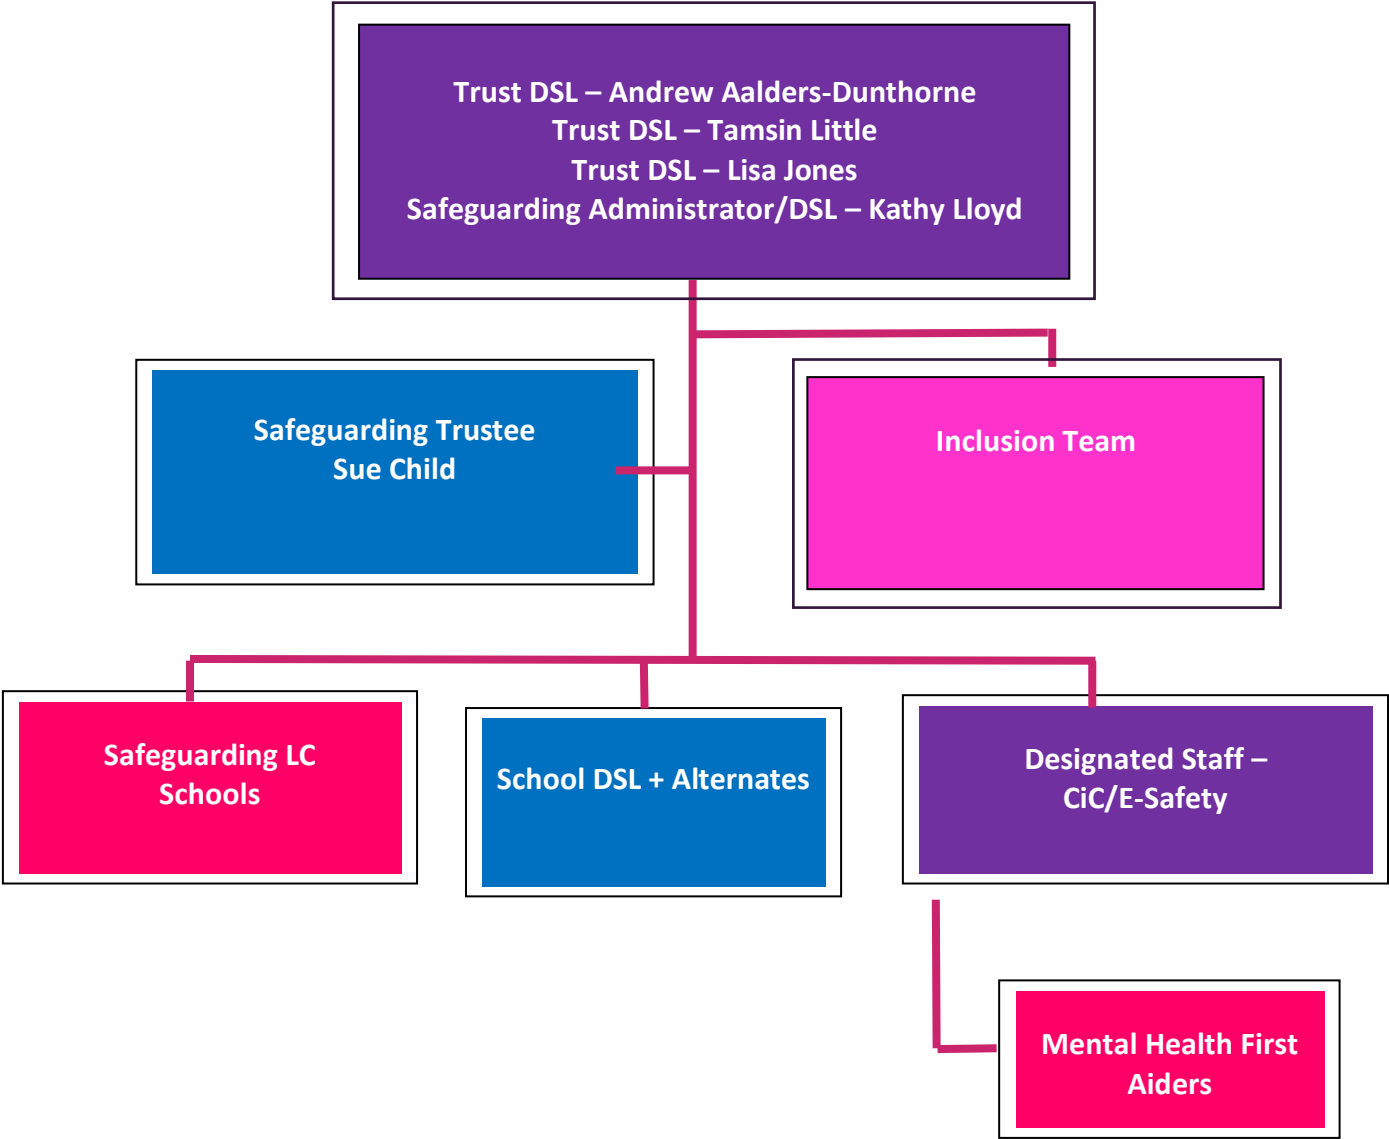 Trust DSL – Andrew Aalders-Dunthorne
Trust DSL – Tamsin Little
Trust DSL – Lisa Jones
Safeguarding Administrator/DSL – Kathy Lloyd
Safeguarding Trustee
Sue Child
Inclusion Team
Safeguarding LC
Schools
School DSL + Alternates
Designated Staff –
CiC/E-Safety
Mental Health First
Aiders